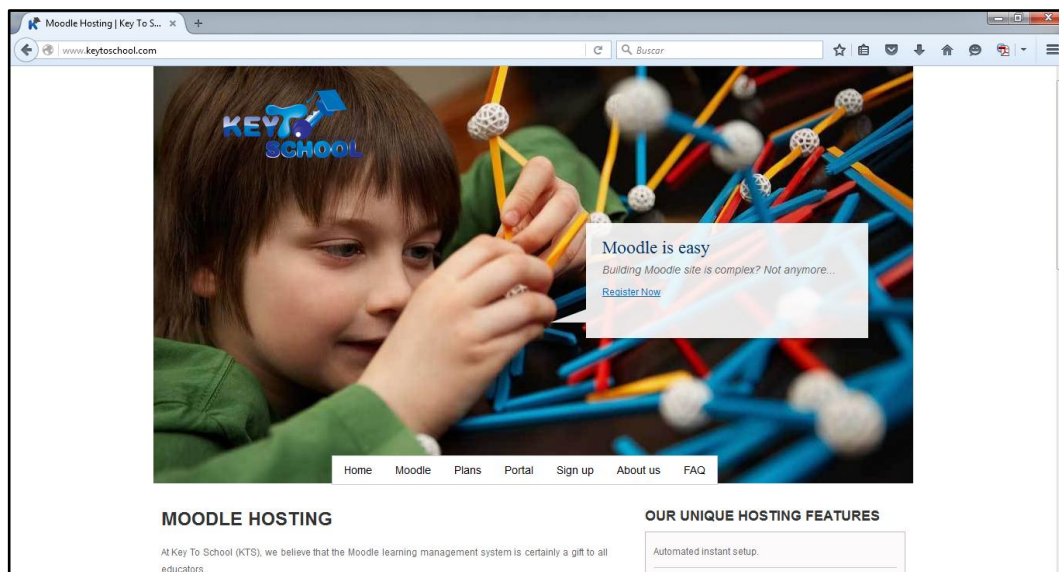 Moodle Hosting | Key To S...
www.keytoschool.com
Buscar
KEYTO
SCHOOL
Moodle is easy
Building Moodle site is complex? Not anymore...
Register Now
Home Moodle Plans Portal Sign up About us FAQ
MOODLE HOSTING
At Key To School (KTS), we believe that the Moodle learning management system is certainly a gift to all
educators.
OUR UNIQUE HOSTING FEATURES
Automated instant setup.